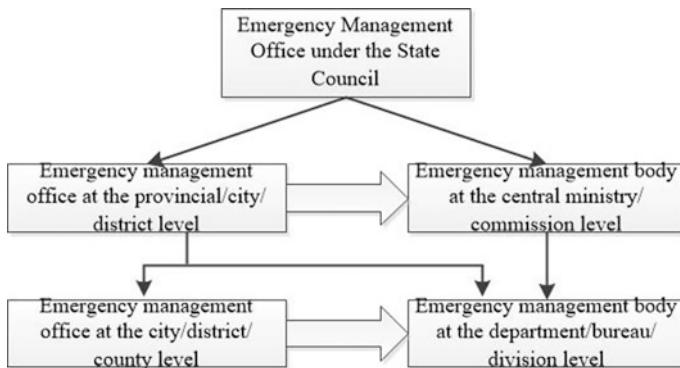 Emergency Management
Office under the State
Council
Emergency management
office at the provincial/city/
district level
Emergency management body
at the central ministry/
commission level
Emergency management
office at the city/district/
county level
Emergency management body
at the department/bureau/
division level